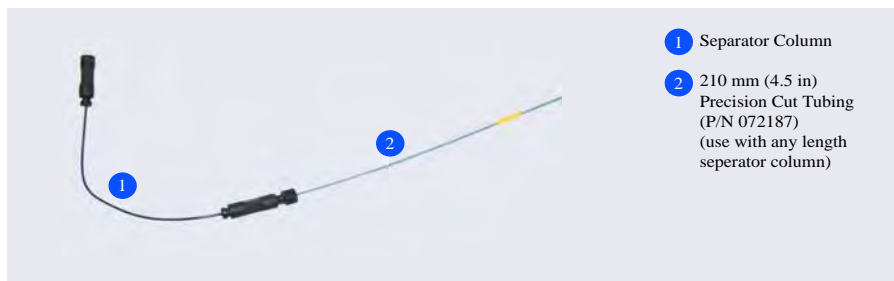 1 Separator Column
2 210 mm (4.5 in)
Precision Cut Tubing
(P/N 072187)
(use with any length
seperator column)
1
2